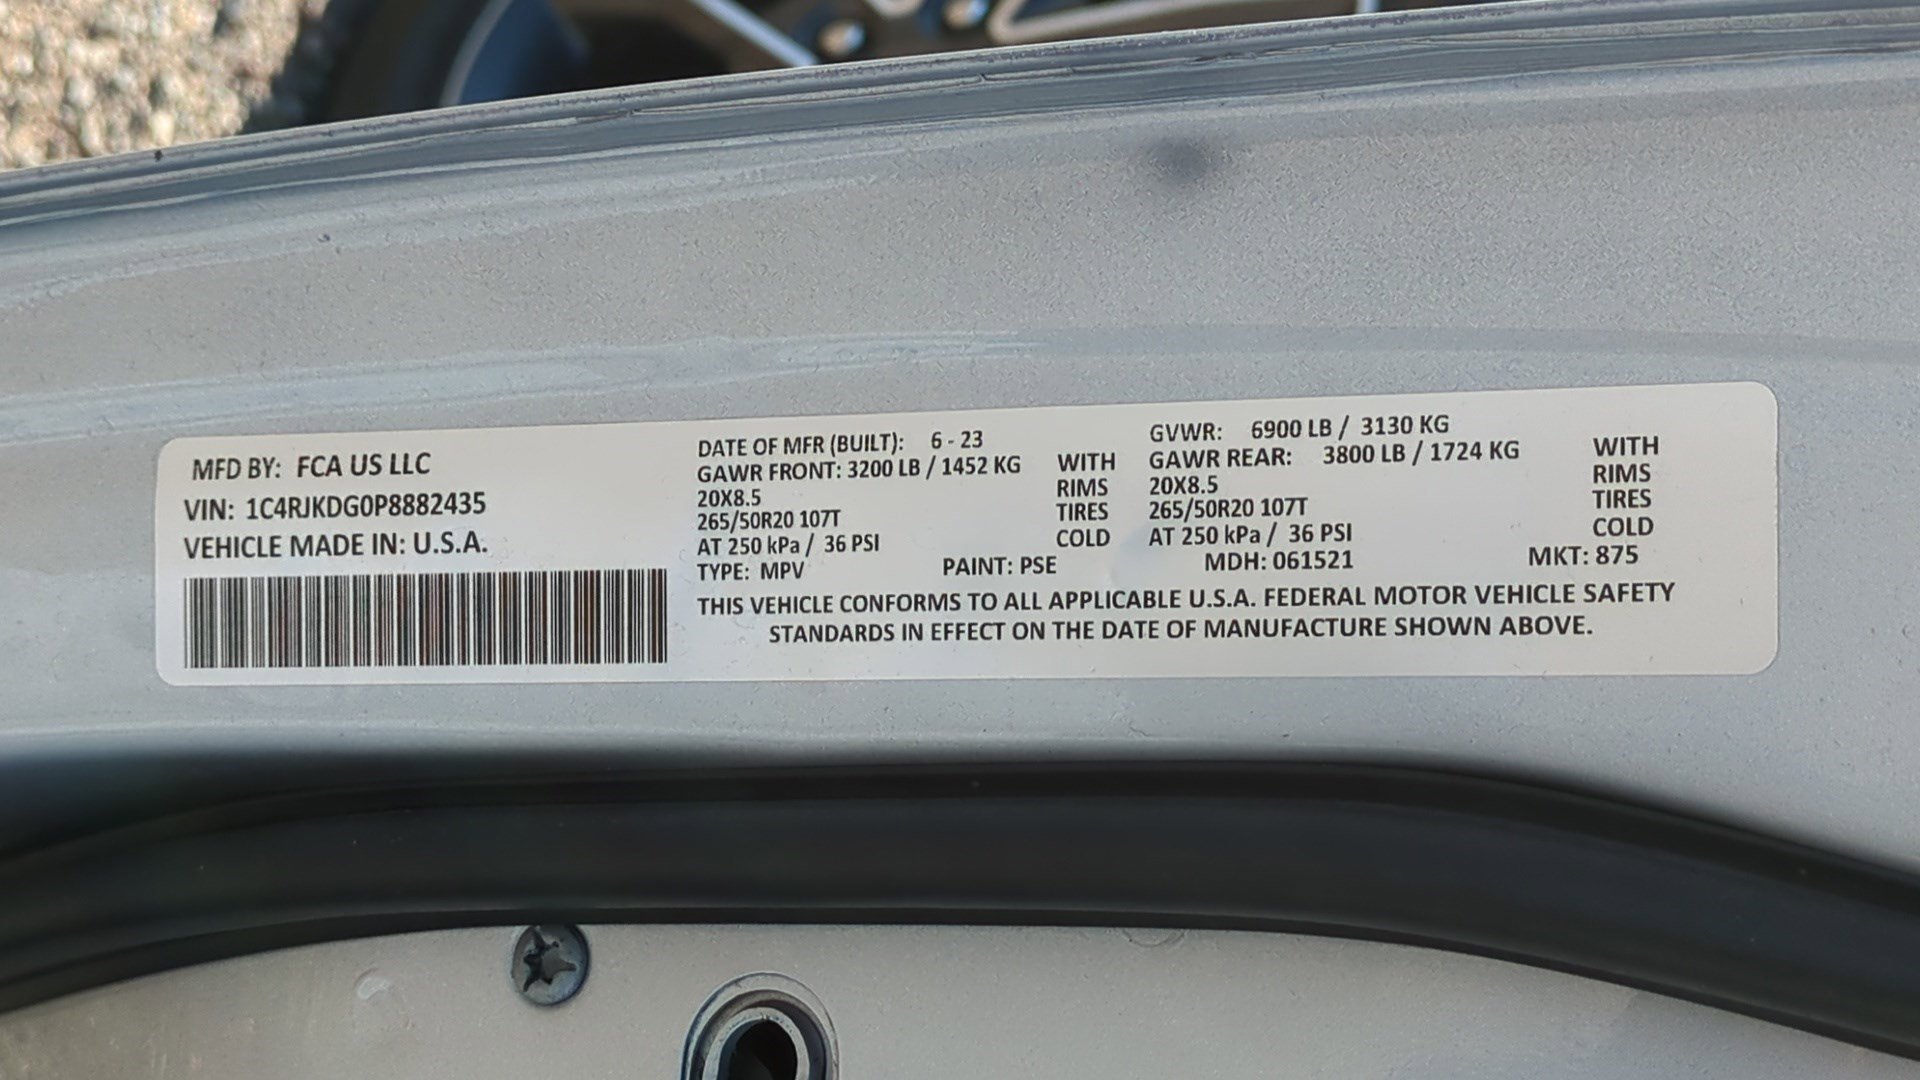 MFD BY: FCA US LLC
VIN: 1C4RJKDG0P8882435
VEHICLE MADE IN: U.S.A.
DATE OF MFR (BUILT): 6 - 23
GAWR FRONT: 3200 LB / 1452 KG WITH
20X8.5 RIMS
265/50R20 107T TIRES
AT 250 kPa / 36 PSI COLD
GVWR: 6900 LB / 3130 KG
GAWR REAR: 3800 LB / 1724 KG WITH
20X8.5 RIMS
265/50R20 107T TIRES
AT 250 kPa / 36 PSI COLD
TYPE: MPV PAINT: PSE MDH: 061521 MKT: 875
THIS VEHICLE CONFORMS TO ALL APPLICABLE U.S.A. FEDERAL MOTOR VEHICLE SAFETY
STANDARDS IN EFFECT ON THE DATE OF MANUFACTURE SHOWN ABOVE.